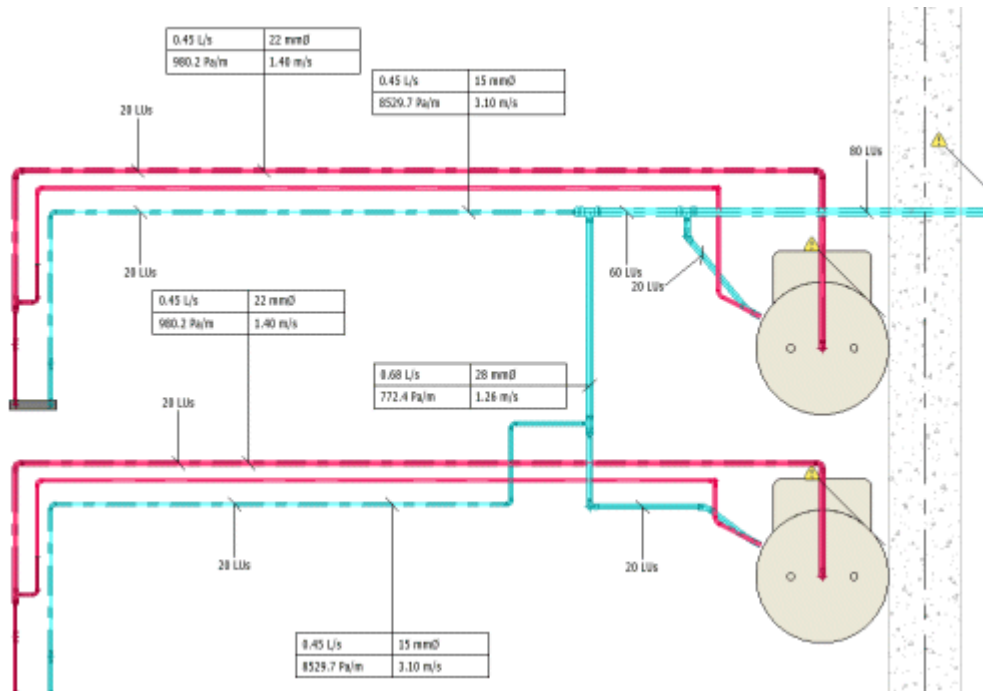 0.45 L/s 22 mmØ
980.2 Pa/m 1.40 m/s
0.45 L/s 15 mmØ
8529.7 Pa/m 3.10 m/s
20 LUs
80 LUs
20 LUs
60 LUs
20 LUs
0.45 L/s 22 mmØ
980.2 Pa/m 1.40 m/s
0.68 L/s 28 mmØ
772.4 Pa/m 1.26 m/s
20 LUs
20 LUs
20 LUs
0.45 L/s 15 mmØ
8529.7 Pa/m 3.10 m/s